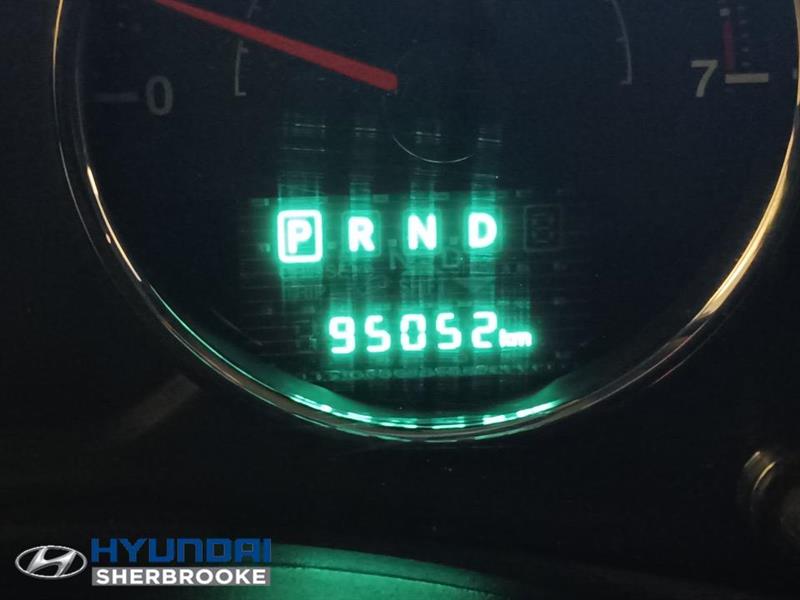 0
7
P R N D
95052 km
HYUNDAI
SHERBROOKE